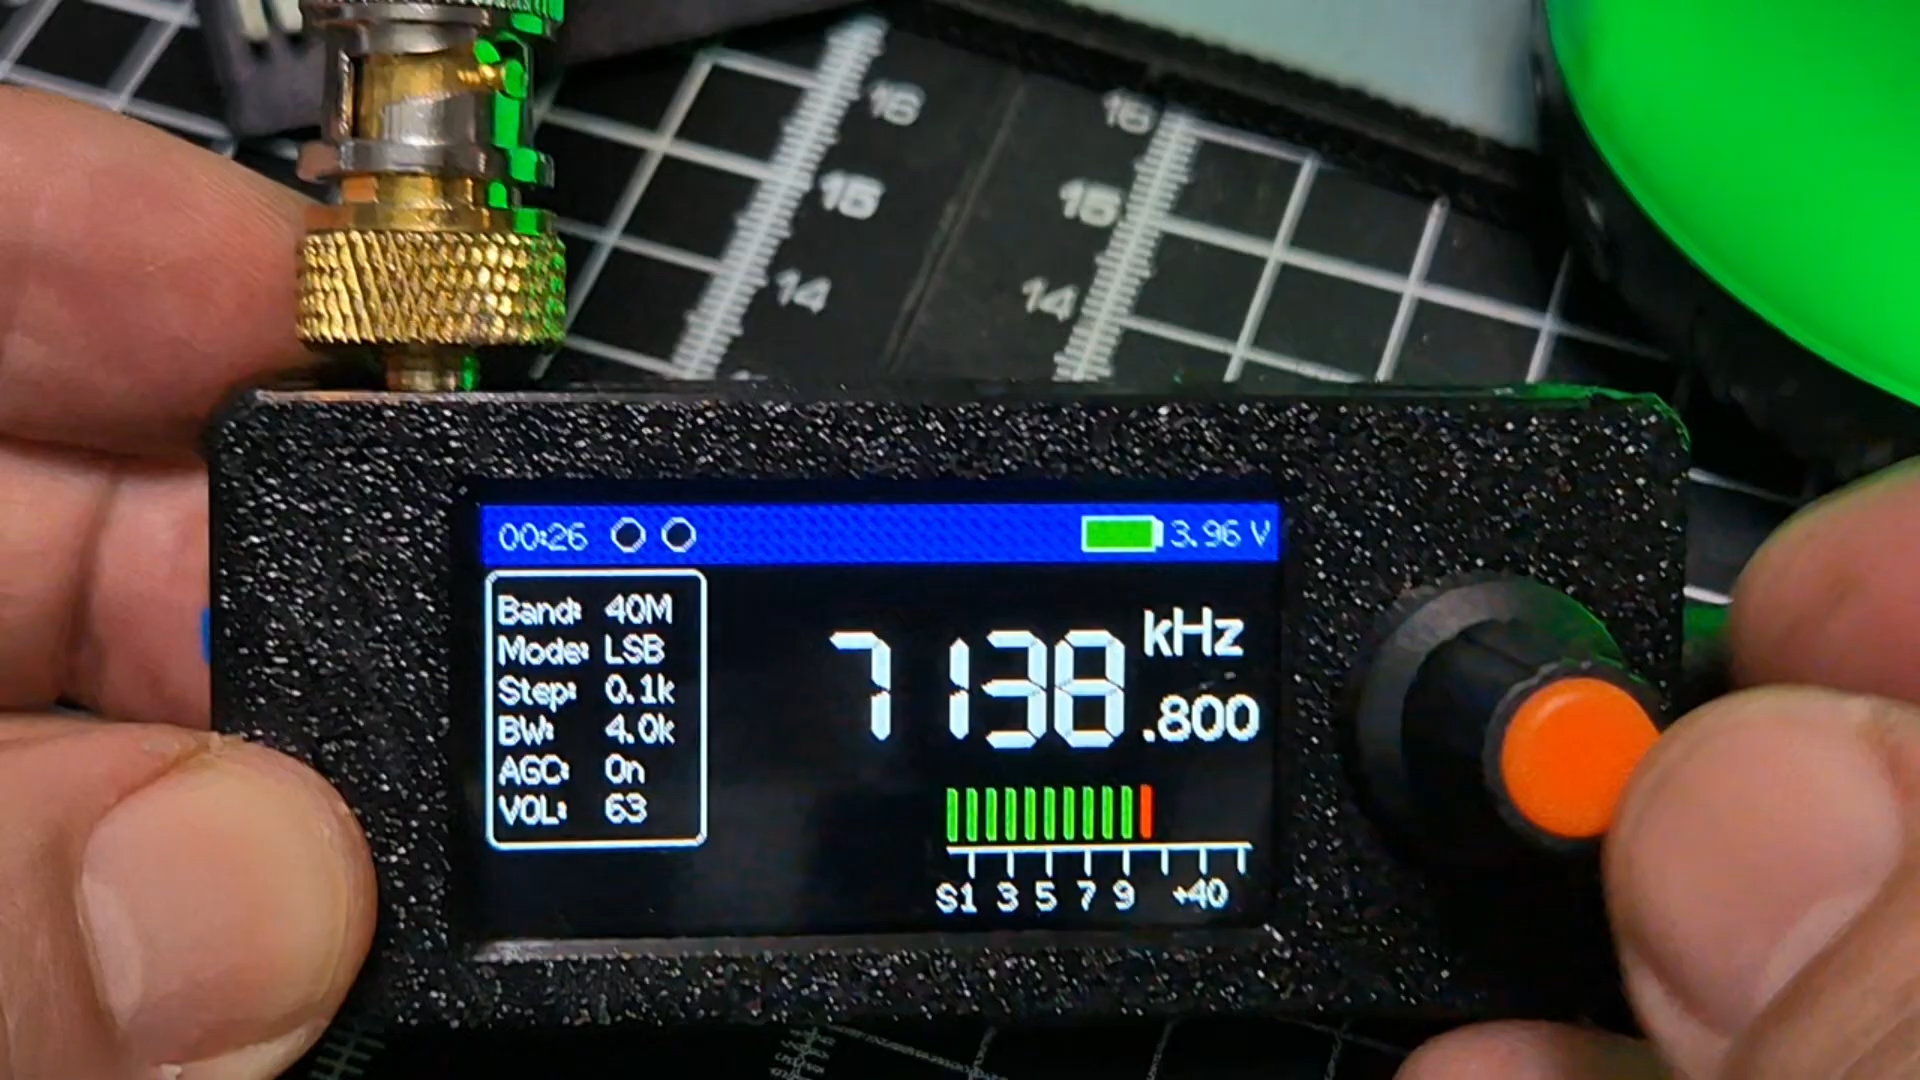 16 16
15 15
14 14
00:26 3.96 V
Band: 40M
Mode: LSB
Step: 0.1k
BW: 4.0k
AGC: On
VOL: 63
7138.800 kHz
S1 3 5 7 9 +40